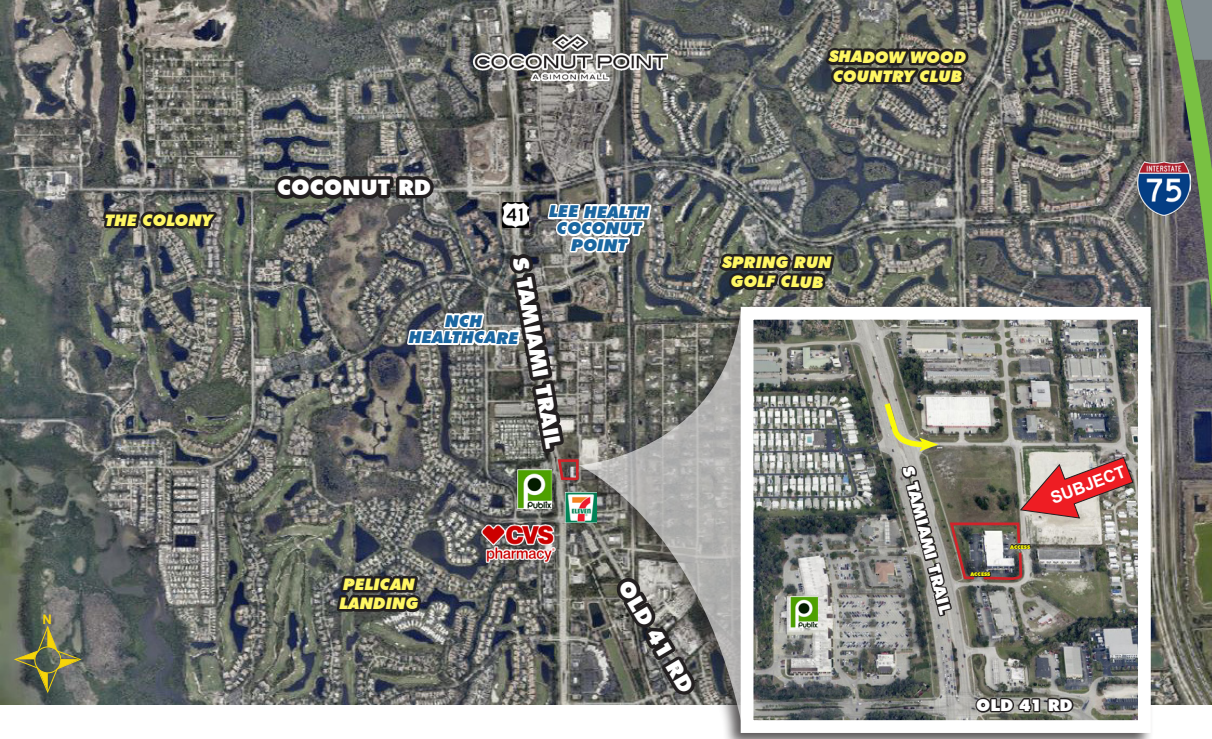 COCONUT POINT
A SIMON MALL
SHADOW WOOD
COUNTRY CLUB
INTERSTATE
75
COCONUT RD
THE COLONY
41
LEE HEALTH
COCONUT
POINT
SPRING RUN
GOLF CLUB
S TAMIAMI TRAIL
NCH
HEALTHCARE
Publix
7
ELEVEN
CVS
pharmacy
PELICAN
LANDING
OLD 41 RD
N
SUBJECT
S TAMIAMI TRAIL
ACCESS
ACCESS
Publix
OLD 41 RD